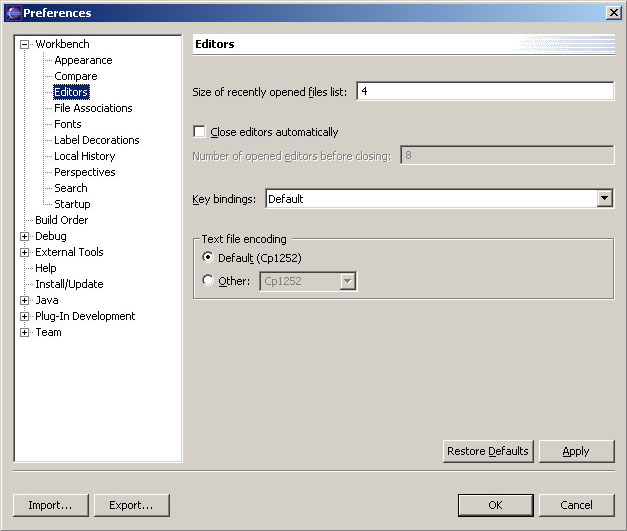 Preferences
Workbench
Appearance
Compare
Editors
File Associations
Fonts
Label Decorations
Local History
Perspectives
Search
Startup
Build Order
Debug
External Tools
Help
Install/Update
Java
Plug-In Development
Team
Editors
Size of recently opened files list: 4
Close editors automatically
Number of opened editors before closing: 8
Key bindings: Default
Text file encoding
Default (Cp1252)
Other: Cp1252
Restore Defaults Apply
Import... Export... OK Cancel